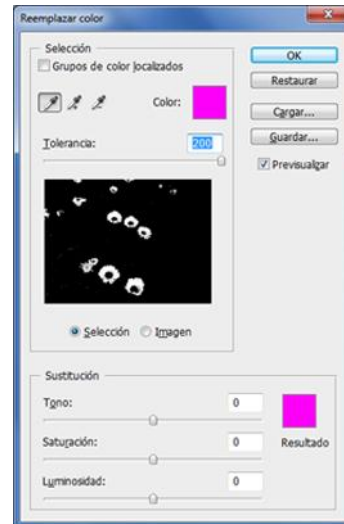 Reemplazar color
Selección
Grupos de color localizados
Color:
Tolerancia:
200
Selección
Imagen
OK
Restaurar
Cargar...
Guardar...
Previsualizar
Sustitución
Tono:
0
Saturación:
0
Resultado
Luminosidad:
0